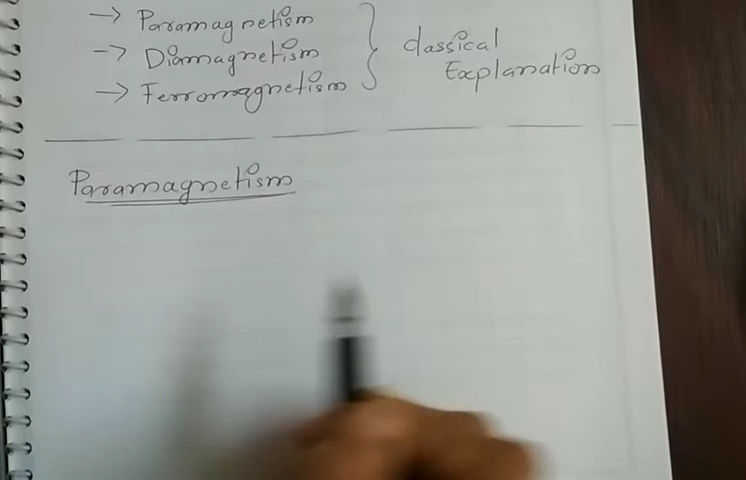 -> Paramagnetism
-> Diamagnetism
-> Ferromagnetism
classical
Explanation
Paramagnetism